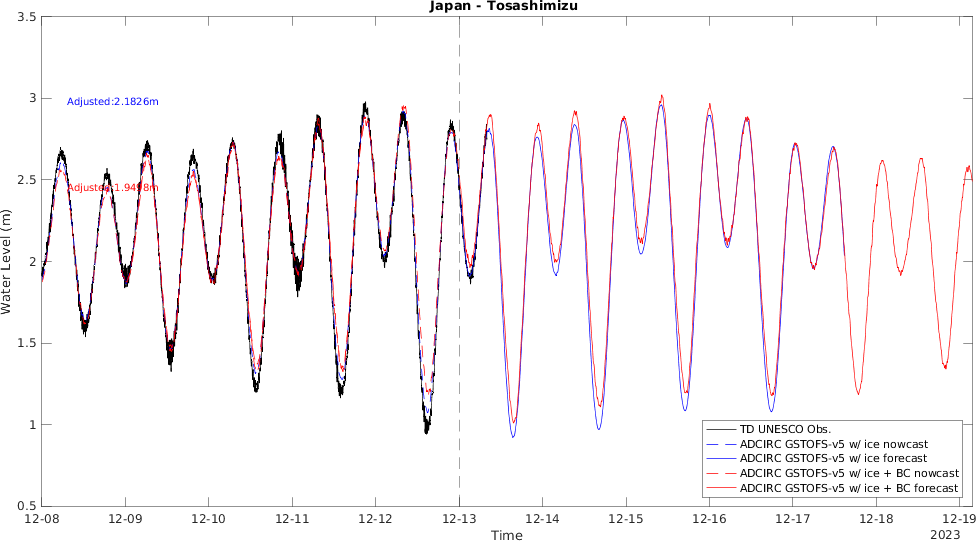 Japan - Tosashimizu
3.5
3
2.5
2
1.5
1
0.5
Water Level (m)
Adjusted:2.1826m
Adjusted:1.9498m
TD UNESCO Obs.
ADCIRC GSTOFS-v5 w/ ice nowcast
ADCIRC GSTOFS-v5 w/ ice forecast
ADCIRC GSTOFS-v5 w/ ice + BC nowcast
ADCIRC GSTOFS-v5 w/ ice + BC forecast
12-08 12-09 12-10 12-11 12-12 12-13 12-14 12-15 12-16 12-17 12-18 12-19
Time
2023